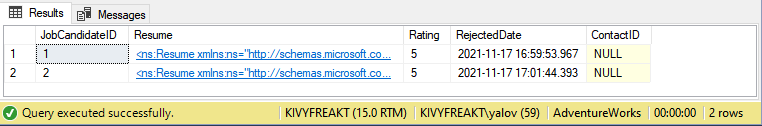 Results Messages
JobCandidateID Resume Rating RejectedDate ContactID
1 1 <ns:Resume xmlns:ns="http://schemas.microsoft.co... 5 2021-11-17 16:59:53.967 NULL
2 2 <ns:Resume xmlns:ns="http://schemas.microsoft.co... 5 2021-11-17 17:01:44.393 NULL
Query executed successfully. KIVYFREAKT (15.0 RTM) KIVYFREAKT\yalov (59) AdventureWorks 00:00:00 2 rows